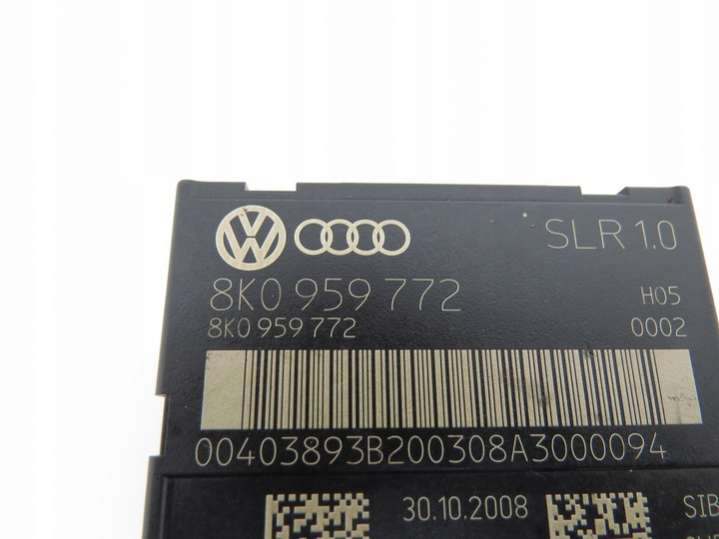 SLR 1.0
8K0 959 772 H05
8K0 959 772 0002
00403893B200308A3000094
30.10.2008 SIB